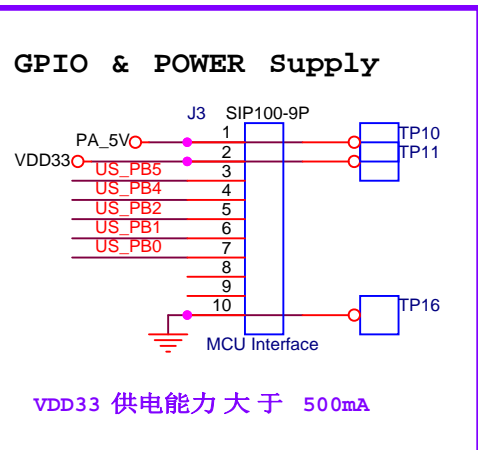 GPIO & POWER Supply
J3 SIP100-9P
PA_5V 1 TP10
VDD33 2 TP11
US_PB5 3
US_PB4 4
US_PB2 5
US_PB1 6
US_PB0 7
8
9
10 TP16
MCU Interface
VDD33 供电能力大于 500mA